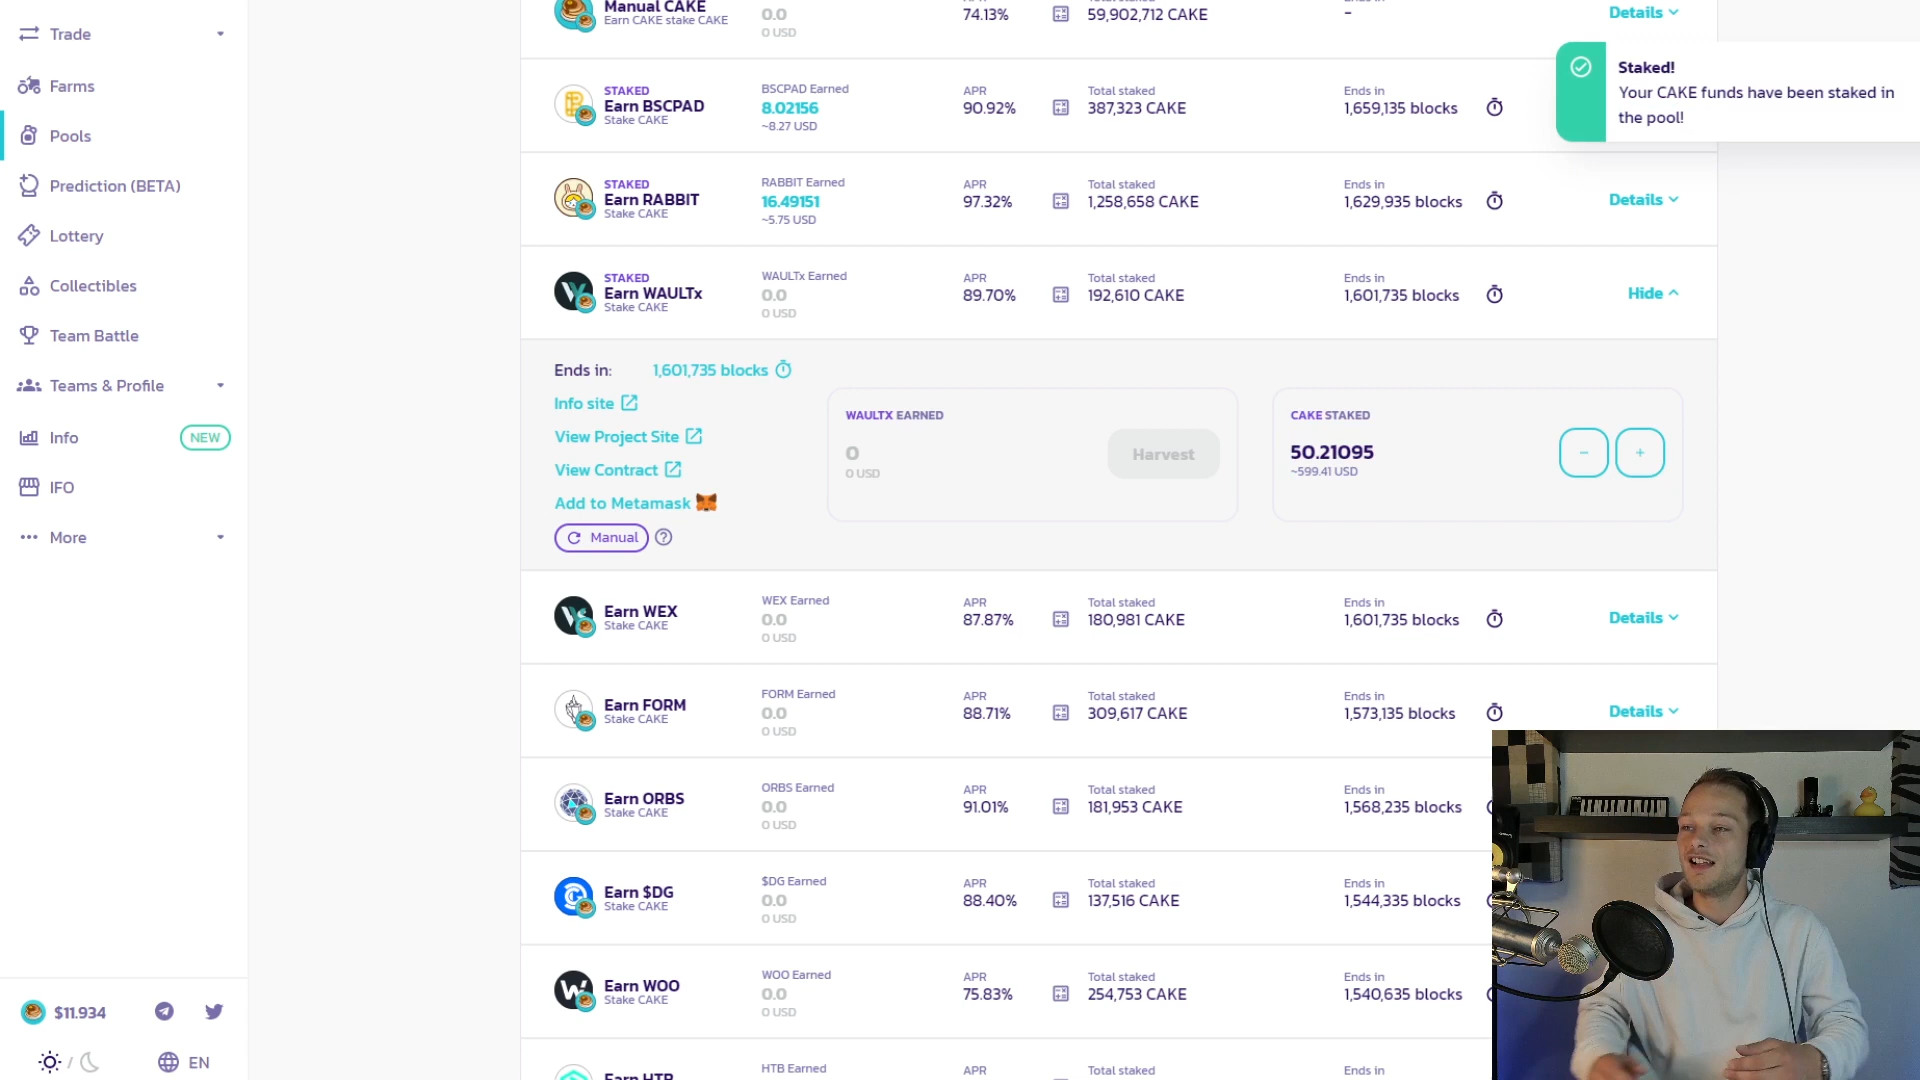 Trade
Farms
Pools
Prediction (BETA)
Lottery
Collectibles
Team Battle
Teams & Profile
Info NEW
IFO
More
$11.934
/
EN
Manual CAKE
Earn CAKE stake CAKE
0.0
0 USD
74.13%
59,902,712 CAKE
-
Details
Staked!
Your CAKE funds have been staked in
the pool!
STAKED
Earn BSCPAD
Stake CAKE
BSCPAD Earned
8.02156
~8.27 USD
APR
90.92%
Total staked
387,323 CAKE
Ends in
1,659,135 blocks
STAKED
Earn RABBIT
Stake CAKE
RABBIT Earned
16.49151
~5.75 USD
APR
97.32%
Total staked
1,258,658 CAKE
Ends in
1,629,935 blocks
Details
STAKED
Earn WAULTx
Stake CAKE
WAULTx Earned
0.0
0 USD
APR
89.70%
Total staked
192,610 CAKE
Ends in
1,601,735 blocks
Hide
Ends in: 1,601,735 blocks
Info site
View Project Site
View Contract
Add to Metamask
Manual
WAULTX EARNED
0
0 USD
Harvest
CAKE STAKED
50.21095
~599.41 USD
- +
Earn WEX
Stake CAKE
WEX Earned
0.0
0 USD
APR
87.87%
Total staked
180,981 CAKE
Ends in
1,601,735 blocks
Details
Earn FORM
Stake CAKE
FORM Earned
0.0
0 USD
APR
88.71%
Total staked
309,617 CAKE
Ends in
1,573,135 blocks
Details
Earn ORBS
Stake CAKE
ORBS Earned
0.0
0 USD
APR
91.01%
Total staked
181,953 CAKE
Ends in
1,568,235 blocks
Earn $DG
Stake CAKE
$DG Earned
0.0
0 USD
APR
88.40%
Total staked
137,516 CAKE
Ends in
1,544,335 blocks
Earn WOO
Stake CAKE
WOO Earned
0.0
0 USD
APR
75.83%
Total staked
254,753 CAKE
Ends in
1,540,635 blocks
Earn HTB
HTB Earned
APR
Total staked
Ends in